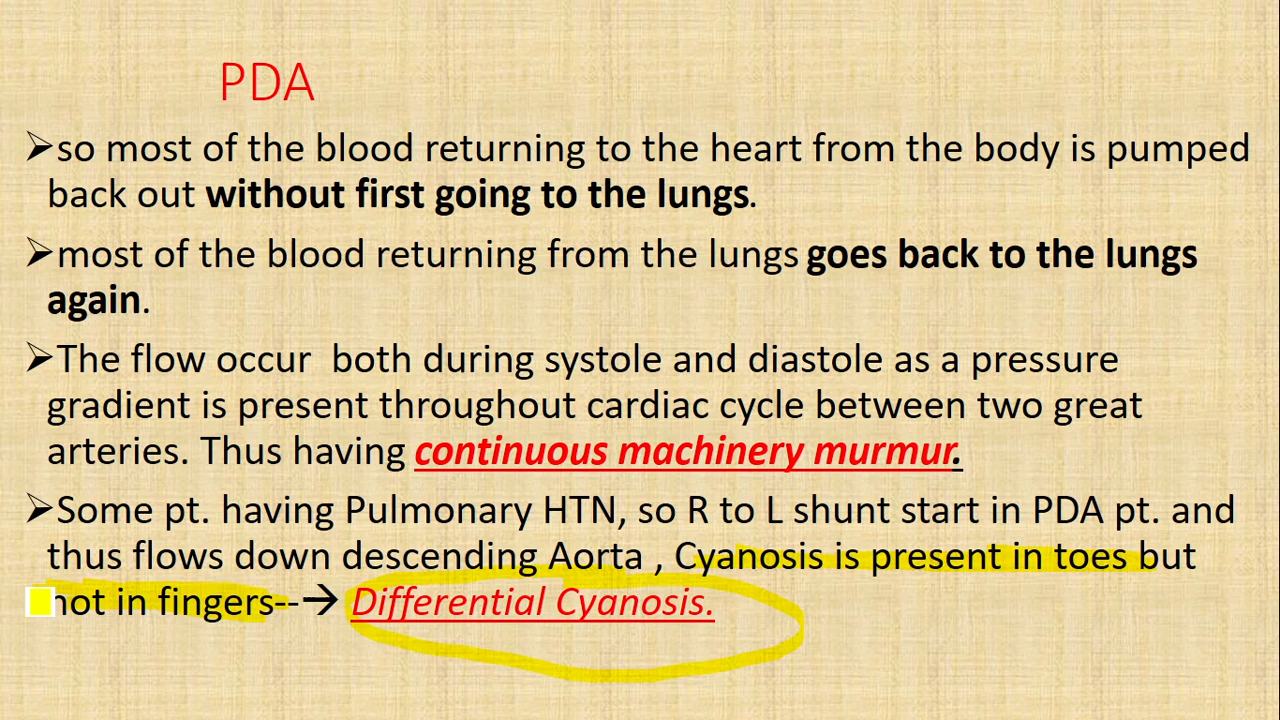 PDA
➢so most of the blood returning to the heart from the body is pumped
back out without first going to the lungs.
➢most of the blood returning from the lungs goes back to the lungs
again.
➢The flow occur both during systole and diastole as a pressure
gradient is present throughout cardiac cycle between two great
arteries. Thus having continuous machinery murmur.
➢Some pt. having Pulmonary HTN, so R to L shunt start in PDA pt. and
thus flows down descending Aorta , Cyanosis is present in toes but
not in fingers--→ Differential Cyanosis.